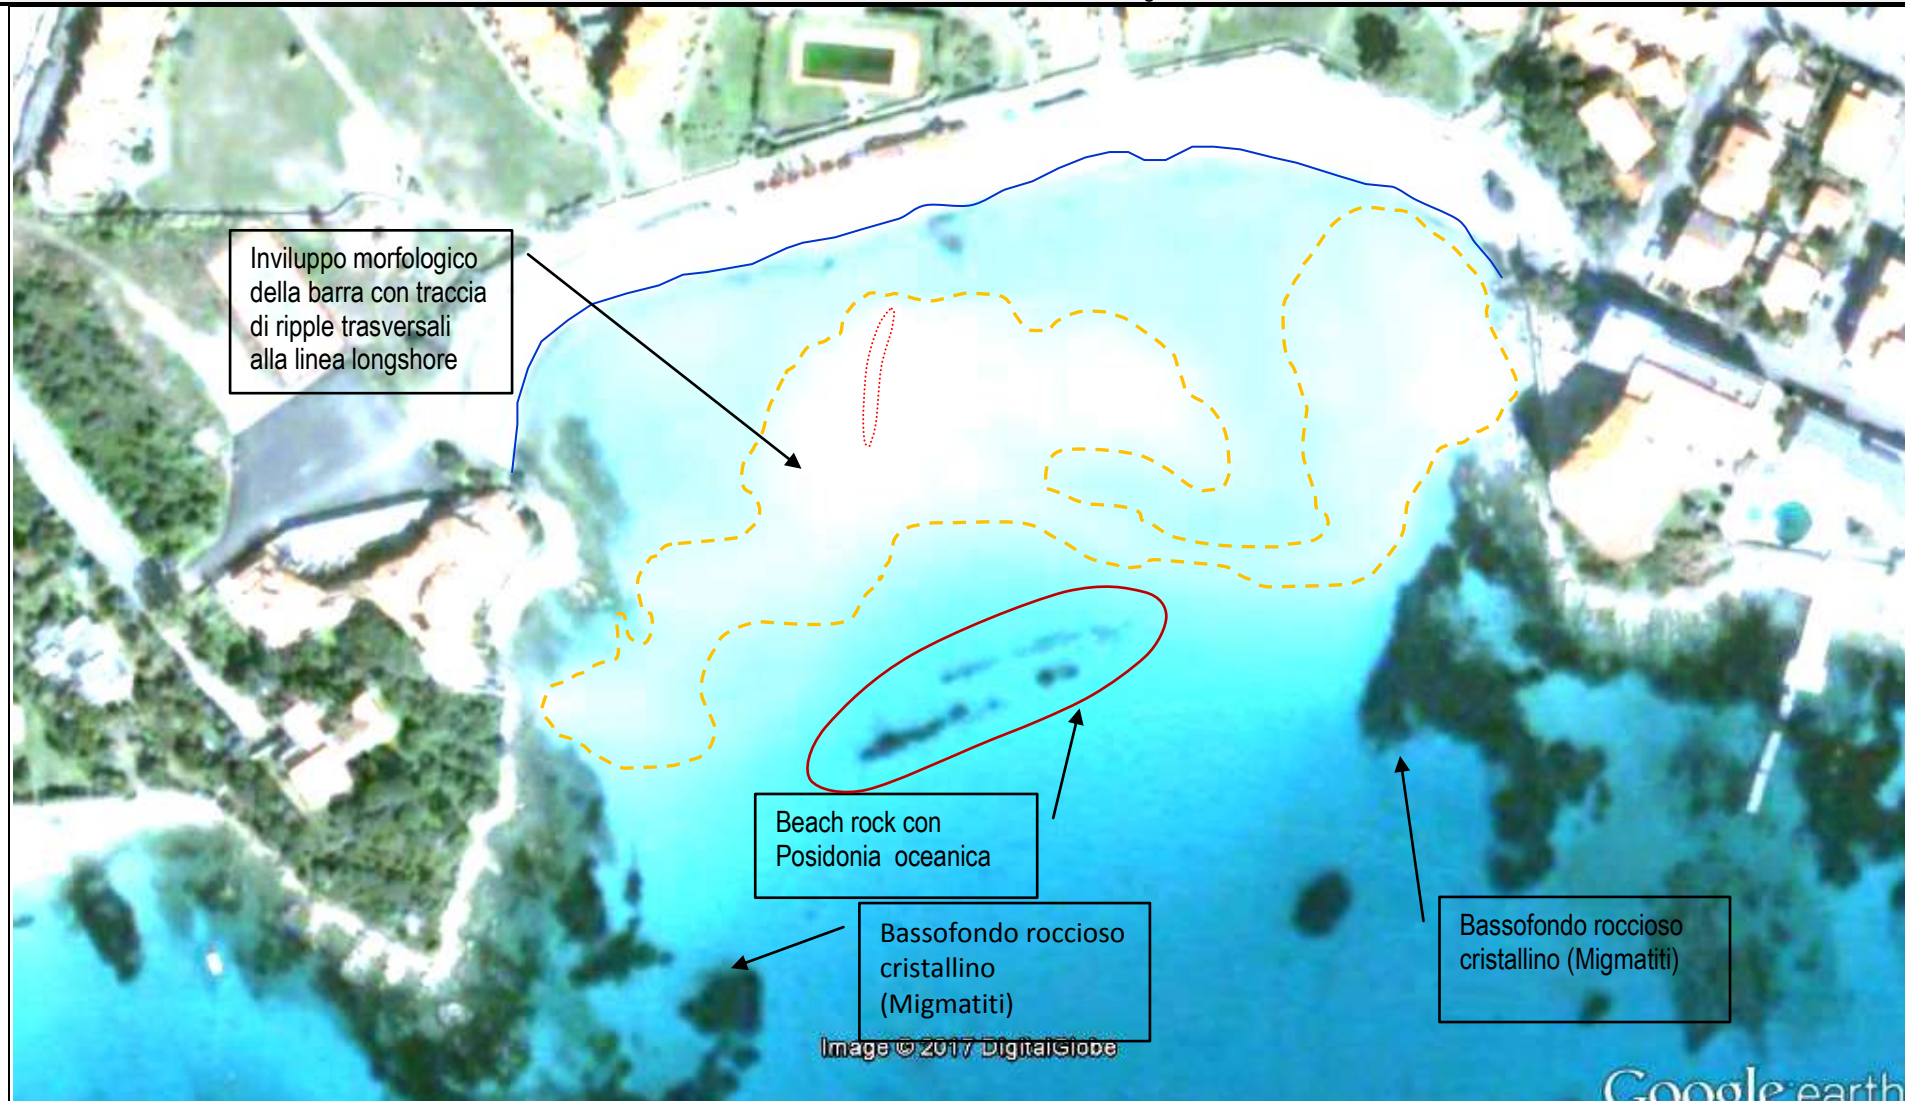 Inviluppo morfologico
della barra con traccia
di ripple trasversali
alla linea longshore
Beach rock con
Posidonia oceanica
Bassofondo roccioso
cristallino
(Migmatiti)
Bassofondo roccioso
cristallino (Migmatiti)
Image © 2017 DigitalGlobe
Google earth